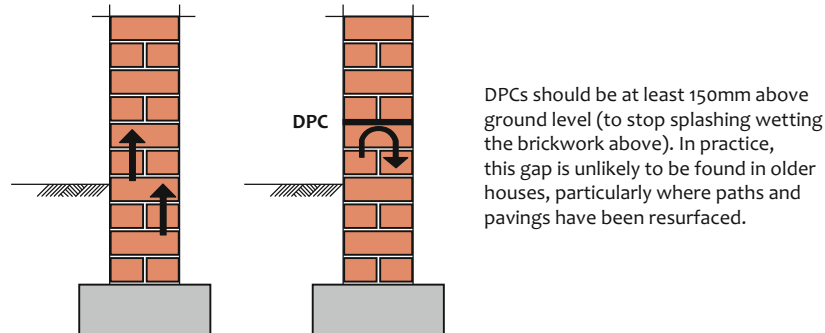 DPC
DPCs should be at least 150mm above
ground level (to stop splashing wetting
the brickwork above). In practice,
this gap is unlikely to be found in older
houses, particularly where paths and
pavings have been resurfaced.